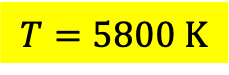 T = 5800 K